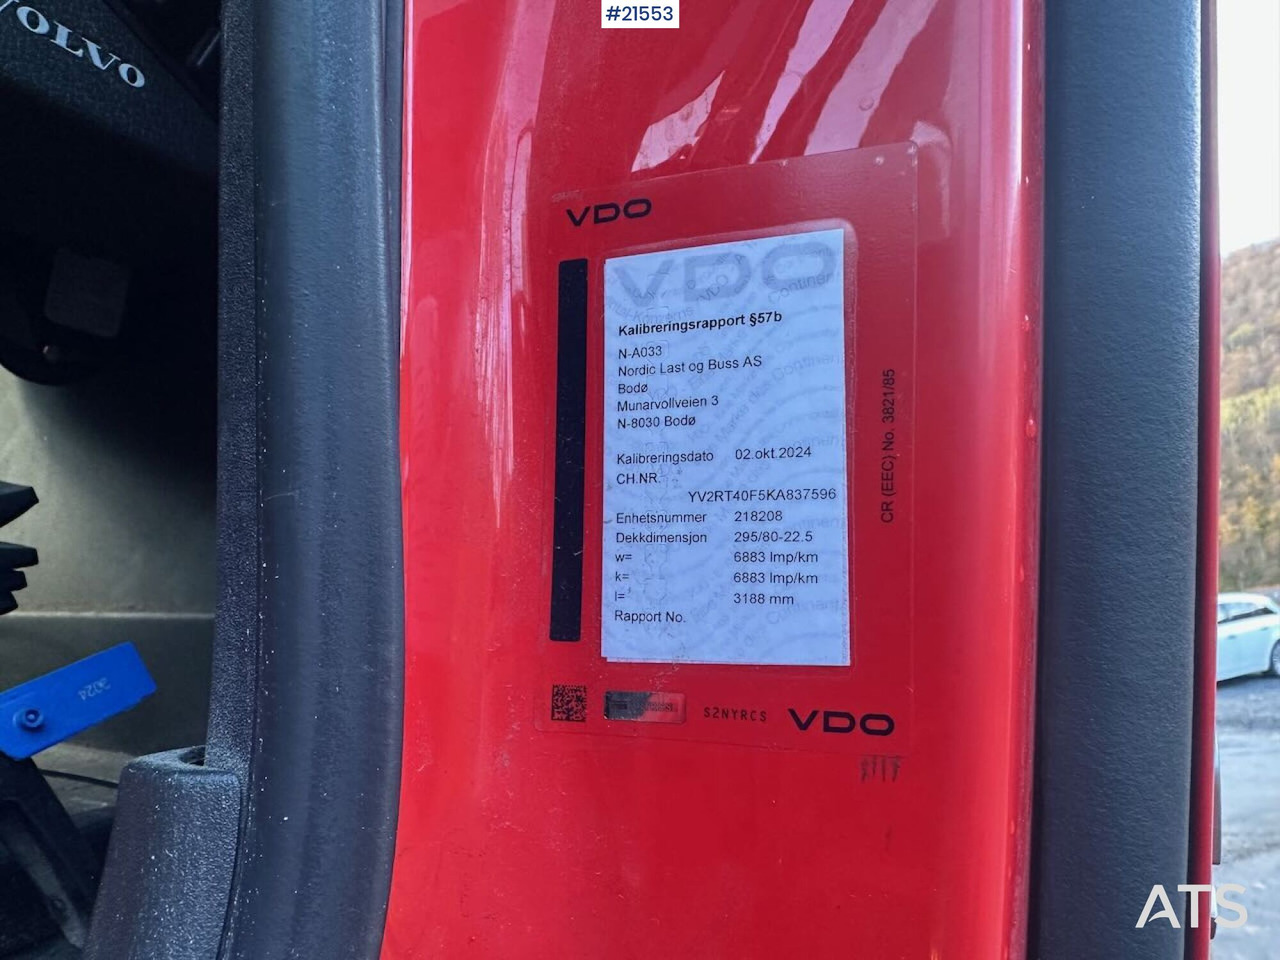 #21553
VOLVO
VDO
VDO
Kalibreringsrapport §57b
N-A033
Nordic Last og Buss AS
Bodø
Munarvollveien 3
N-8030 Bodø
Kalibreringsdato 02.okt.2024
CH.NR.
YV2RT40F5KA837596
Enhetsnummer 218208
Dekkdimensjon 295/80-22.5
w= 6883 Imp/km
k= 6883 Imp/km
l= 3188 mm
Rapport No.
CR (EEC) No. 3821/85
S2NYRCS
VDO
2024
ATS